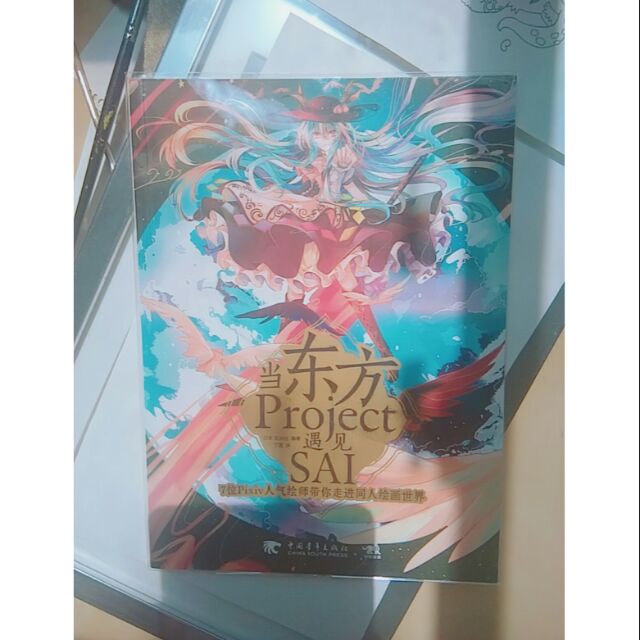 当东方
Project
遇见
SAI
位Pixiv人气绘师带你走进同人绘画世界
中国青年出版社
CHINA YOUTH PRESS